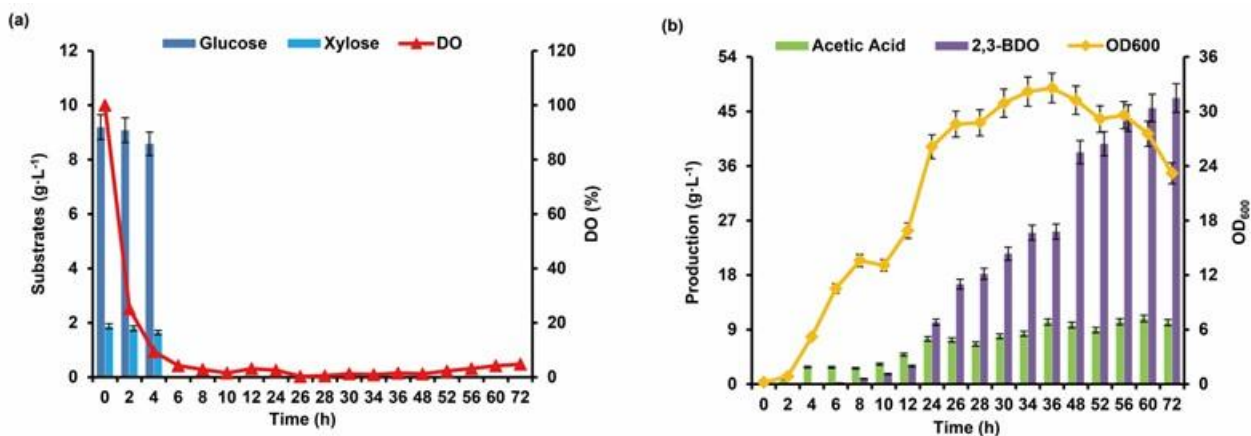 (a)
Glucose Xylose DO
12
10
8
6
4
2
0
Substrates (g·L-1)
120
100
80
60
40
20
0
DO (%)
0 2 4 6 8 10 12 24 26 28 30 34 36 48 52 56 60 72
Time (h)
(b)
Acetic Acid 2,3-BDO OD600
54
45
36
27
18
9
0
Production (g·L-1)
36
30
24
18
12
6
0
OD600
0 2 4 6 8 10 12 24 26 28 30 34 36 48 52 56 60 72
Time (h)